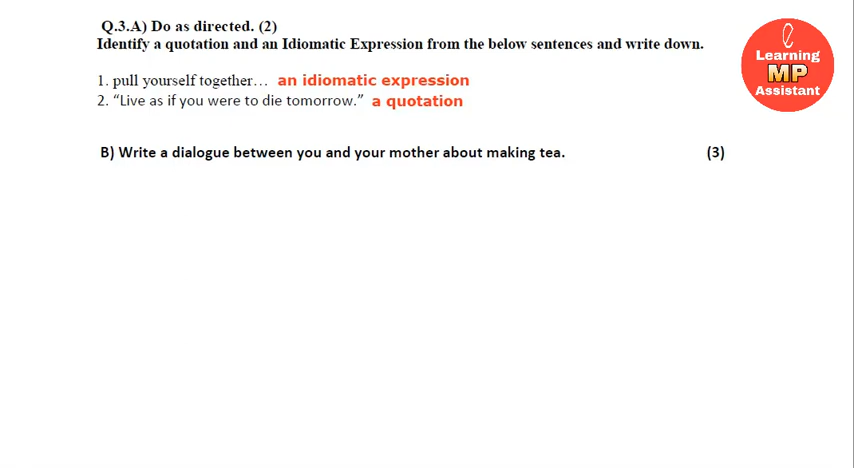 Q.3.A) Do as directed. (2)
Identify a quotation and an Idiomatic Expression from the below sentences and write down.
1. pull yourself together… an idiomatic expression
2. “Live as if you were to die tomorrow.” a quotation
B) Write a dialogue between you and your mother about making tea. (3)
Learning
MP
Assistant